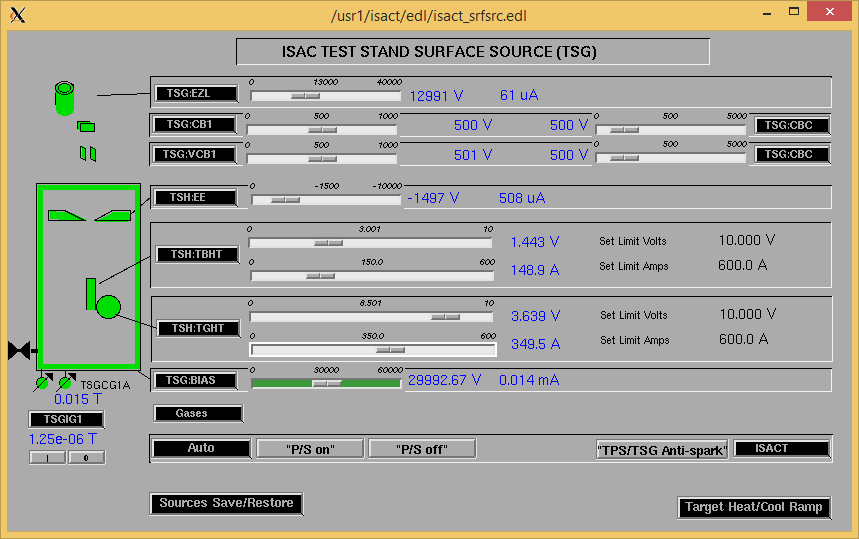 /usr1/isact/edl/isact_srfsrc.edl
ISAC TEST STAND SURFACE SOURCE (TSG)
TSG:EZL 0 13000 40000 12991 V 61 uA
TSG:CB1 0 500 1000 500 V 500 V 0 500 5000 TSG:CBC
TSG:VCB1 0 500 1000 501 V 500 V 0 500 5000 TSG:CBC
TSH:EE 0 -1500 -10000 -1497 V 508 uA
0 3.001 10 1.443 V Set Limit Volts 10.000 V
TSH:TBHT
0 150.0 600 148.9 A Set Limit Amps 600.0 A
0 8.501 10 3.639 V Set Limit Volts 10.000 V
TSH:TGHT
0 350.0 600 349.5 A Set Limit Amps 600.0 A
TSG:BIAS 0 30000 60000 29992.67 V 0.014 mA
TSGCG1A
0.015 T
TSGIG1
1.25e-06 T
I 0
Gases
Auto "P/S on" "P/S off" "TPS/TSG Anti-spark" ISACT
Sources Save/Restore
Target Heat/Cool Ramp